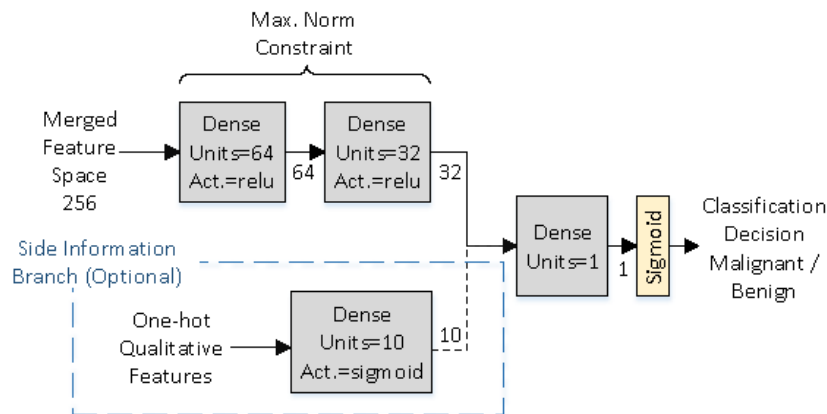 Max. Norm
Constraint
Merged
Feature
Space
256
Dense
Units=64
Act.=relu
64
Dense
Units=32
Act.=relu
32
Side Information
Branch (Optional)
One-hot
Qualitative
Features
Dense
Units=10
Act.=sigmoid
10
Dense
Units=1
1
Sigmoid
Classification
Decision
Malignant /
Benign